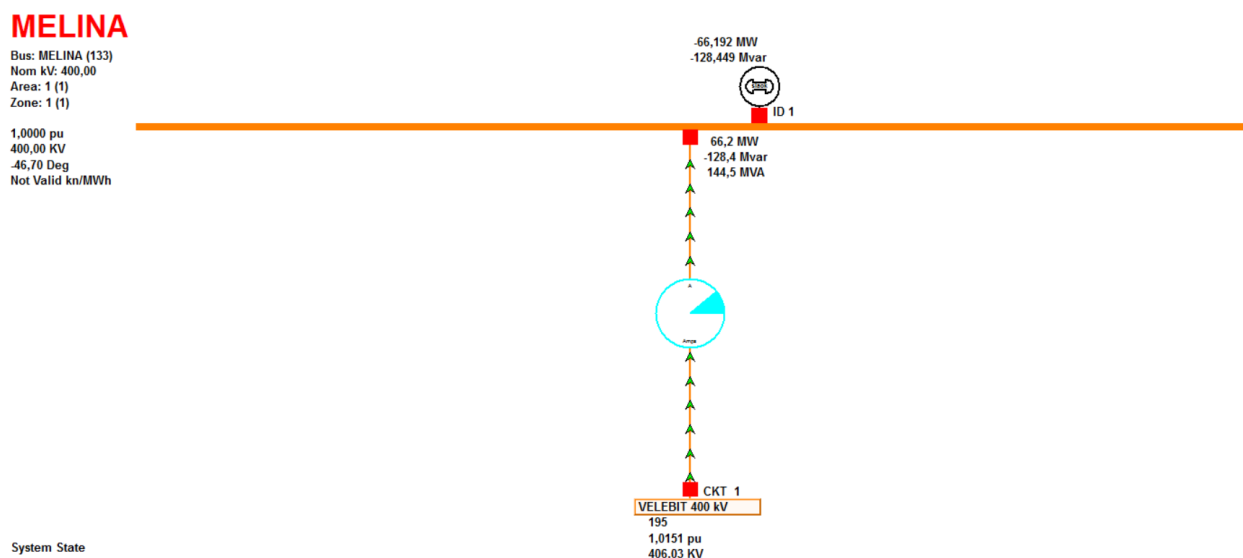 MELINA
Bus: MELINA (133)
Nom kV: 400,00
Area: 1 (1)
Zone: 1 (1)
1,0000 pu
400,00 KV
-46,70 Deg
Not Valid kn/MWh
-66,192 MW
-128,449 Mvar
ID 1
66,2 MW
-128,4 Mvar
144,5 MVA
A
Amps
CKT 1
VELEBIT 400 kV
195
1,0151 pu
406,03 KV
System State